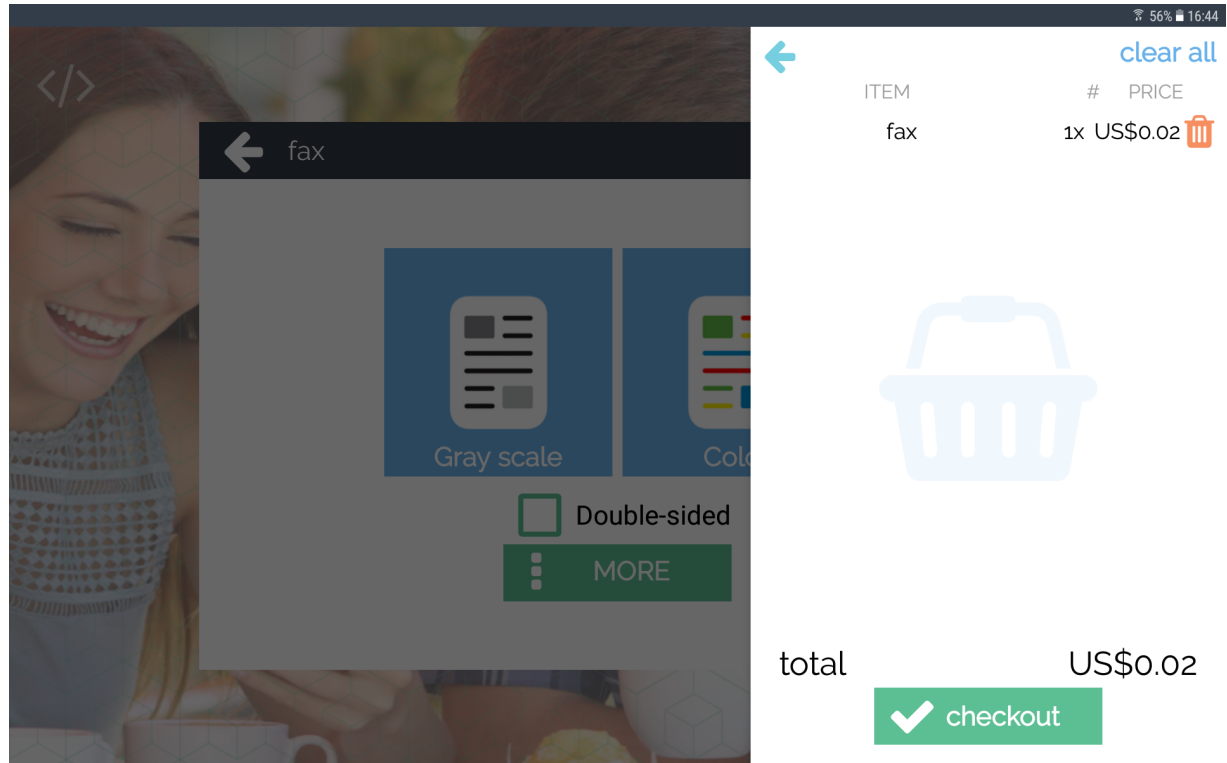 56% 16:44
</>
fax
Gray scale
Double-sided
MORE
clear all
ITEM # PRICE
fax 1x US$0.02
total US$0.02
checkout